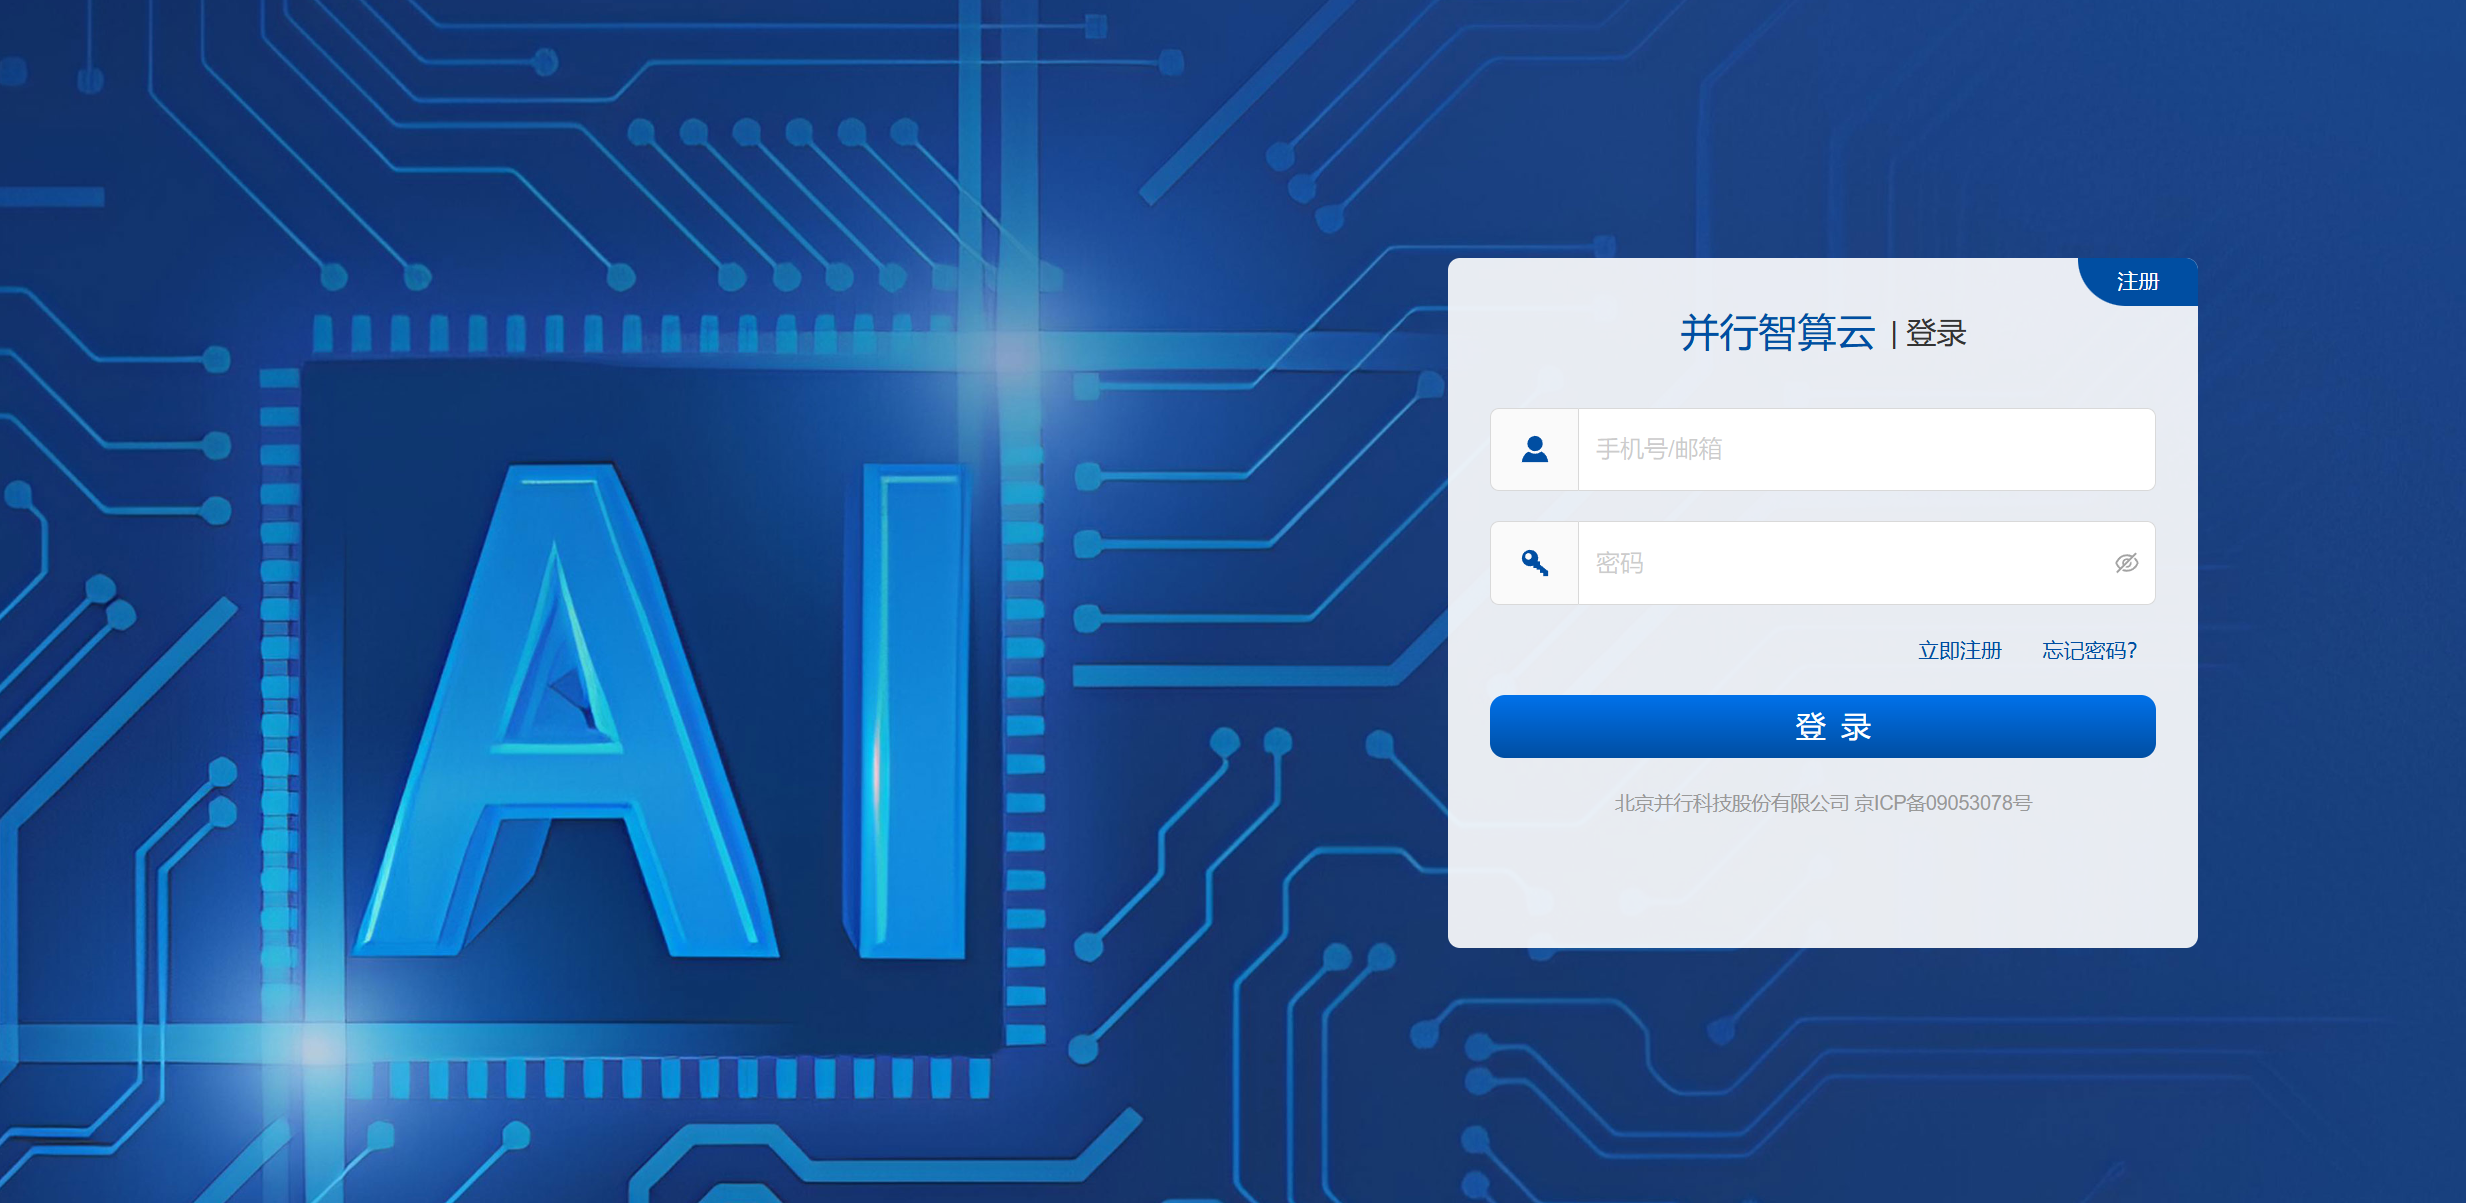 AI
注册
并行智算云 | 登录
手机号/邮箱
密码
立即注册 忘记密码?
登 录
北京并行科技股份有限公司 京ICP备09053078号